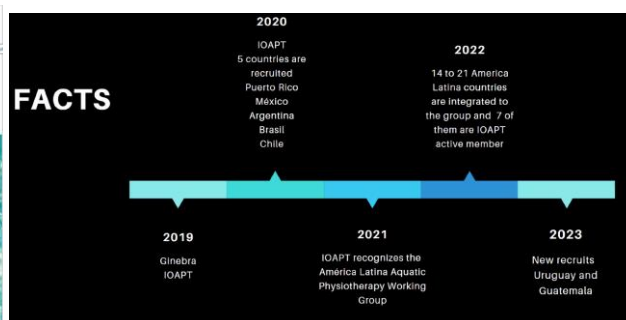 FACTS
2020
IOAPT
5 countries are
recruited
Puerto Rico
México
Argentina
Brasil
Chile
2022
14 to 21 America
Latina countries
are integrated to
the group and 7 of
them are IOAPT
active member
2019
Ginebra
IOAPT
2021
IOAPT recognizes the
América Latina Aquatic
Physiotherapy Working
Group
2023
New recruits
Uruguay and
Guatemala